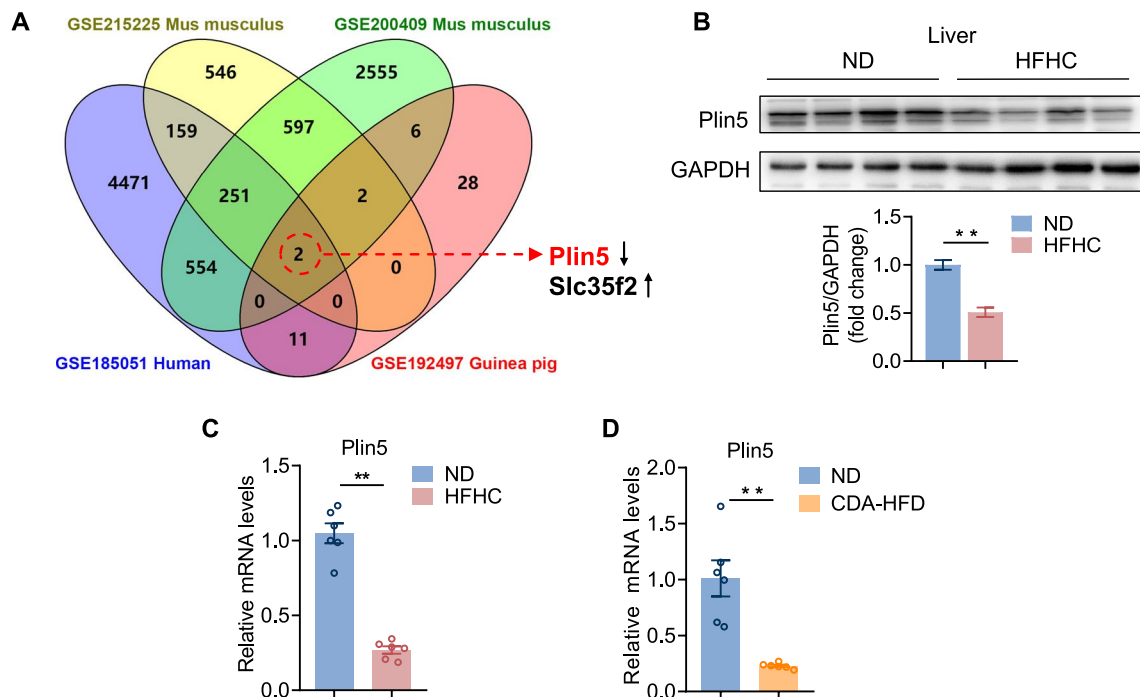 A
GSE215225 Mus musculus
GSE200409 Mus musculus
546
2555
159
597
6
4471
251
2
28
554
2
0
0
0
11
Plin5 ↓
Slc35f2 ↑
GSE185051 Human
GSE192497 Guinea pig
B
Liver
ND
HFHC
Plin5
GAPDH
Plin5/GAPDH
(fold change)
1.5
1.0
0.5
0.0
**
ND
HFHC
C
Plin5
Relative mRNA levels
1.5
1.0
0.5
0.0
**
ND
HFHC
D
Plin5
Relative mRNA levels
2.0
1.5
1.0
0.5
0.0
**
ND
CDA-HFD